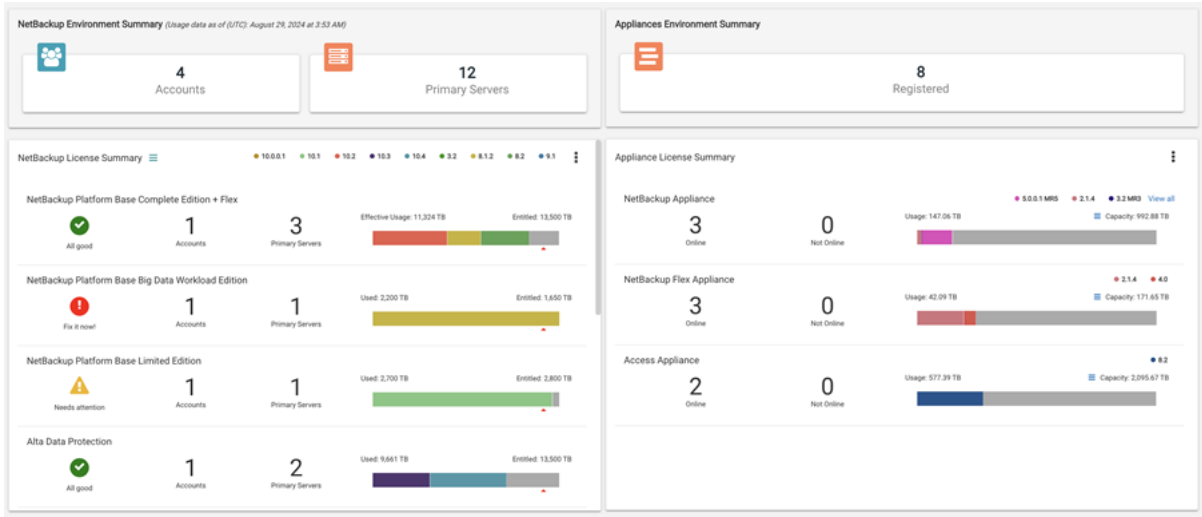 NetBackup Environment Summary (Usage data as of (UTC): August 29, 2024 at 3:53 AM)
4
Accounts
12
Primary Servers
Appliances Environment Summary
8
Registered
NetBackup License Summary
10.0.0.1 10.1 10.2 10.3 10.4 3.2 8.1.2 8.2 9.1
NetBackup Platform Base Complete Edition + Flex
All good
1
Accounts
3
Primary Servers
Effective Usage: 11,324 TB Entitled: 13,500 TB
NetBackup Platform Base Big Data Workload Edition
Fix it now!
1
Accounts
1
Primary Servers
Used: 2,200 TB Entitled: 1,650 TB
NetBackup Platform Base Limited Edition
Needs attention
1
Accounts
1
Primary Servers
Used: 2,700 TB Entitled: 2,800 TB
Alta Data Protection
All good
1
Accounts
2
Primary Servers
Used: 9,661 TB Entitled: 13,500 TB
Appliance License Summary
NetBackup Appliance
5.0.0.1 MR5 2.1.4 3.2 MR3 View all
3
Online
0
Not Online
Usage: 147.06 TB Capacity: 992.88 TB
NetBackup Flex Appliance
2.1.4 4.0
3
Online
0
Not Online
Usage: 42.09 TB Capacity: 171.65 TB
Access Appliance
8.2
2
Online
0
Not Online
Usage: 577.39 TB Capacity: 2,095.67 TB